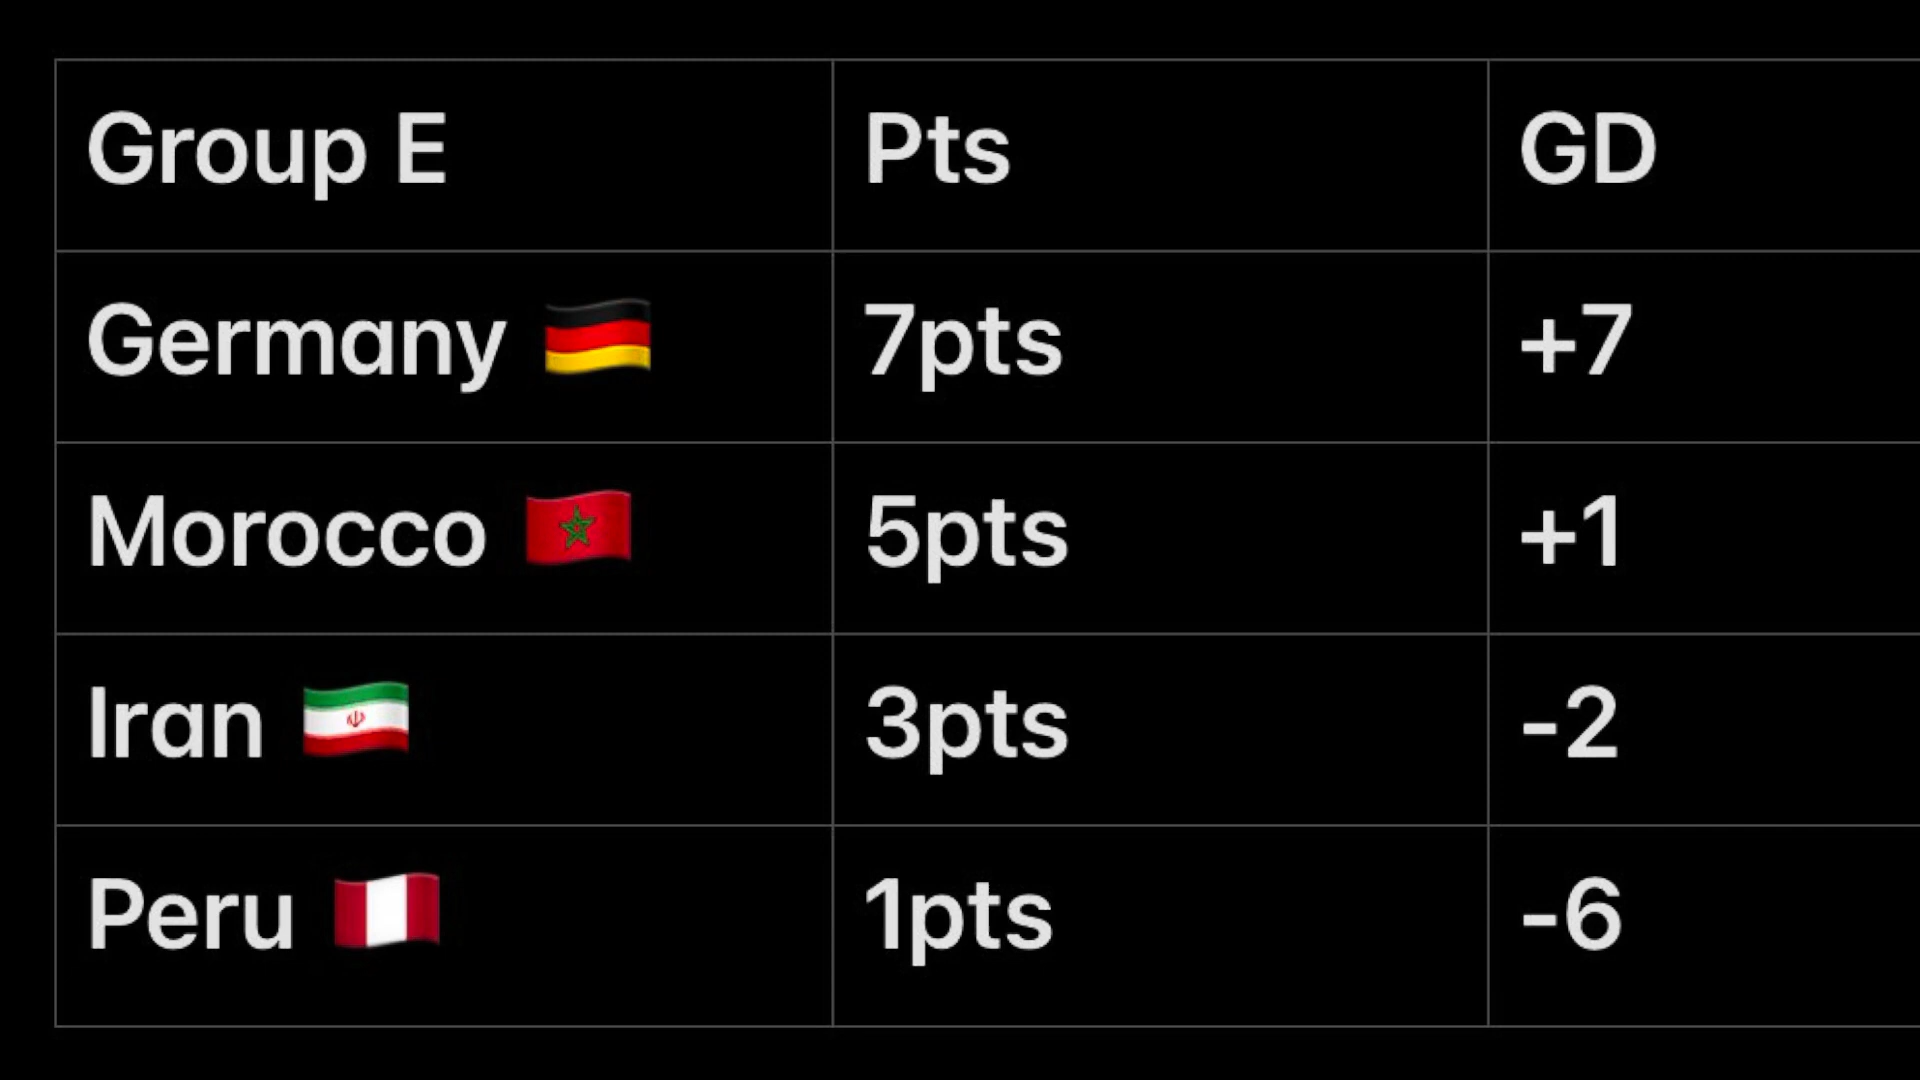 Group E Pts GD
Germany 🇩🇪 7pts +7
Morocco 🇲🇦 5pts +1
Iran 🇮🇷 3pts -2
Peru 🇵🇪 1pts -6